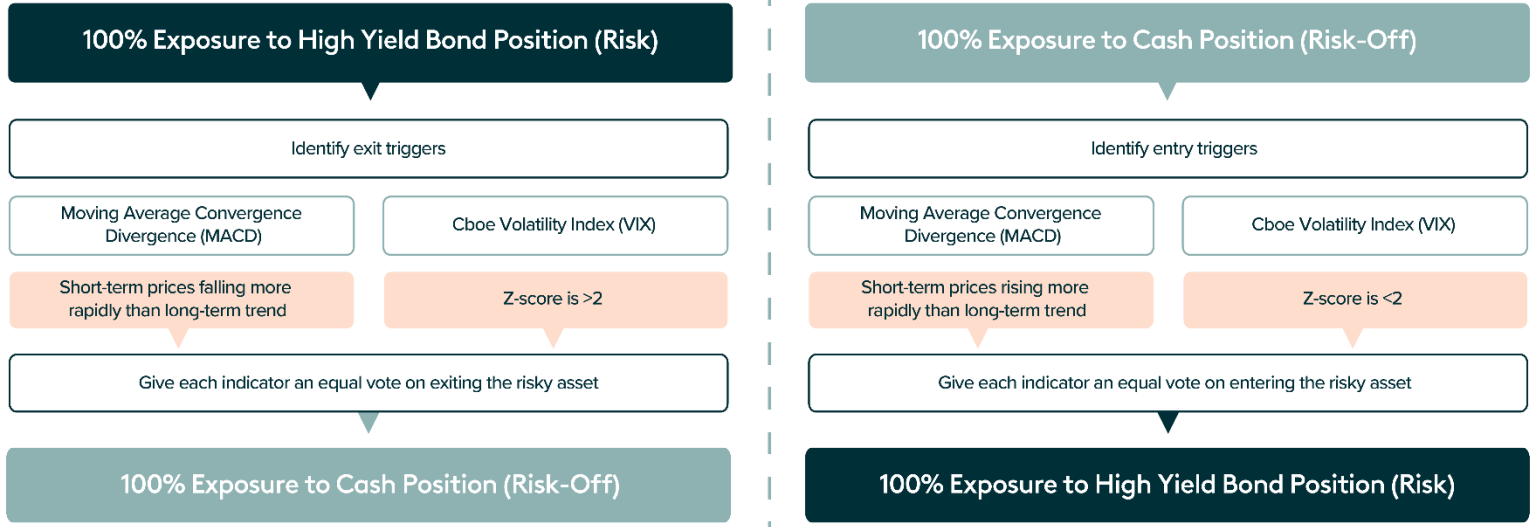 100% Exposure to High Yield Bond Position (Risk)
Identify exit triggers
Moving Average Convergence
Divergence (MACD)
Cboe Volatility Index (VIX)
Short-term prices falling more
rapidly than long-term trend
Z-score is >2
Give each indicator an equal vote on exiting the risky asset
100% Exposure to Cash Position (Risk-Off)
100% Exposure to Cash Position (Risk-Off)
Identify entry triggers
Moving Average Convergence
Divergence (MACD)
Cboe Volatility Index (VIX)
Short-term prices rising more
rapidly than long-term trend
Z-score is <2
Give each indicator an equal vote on entering the risky asset
100% Exposure to High Yield Bond Position (Risk)